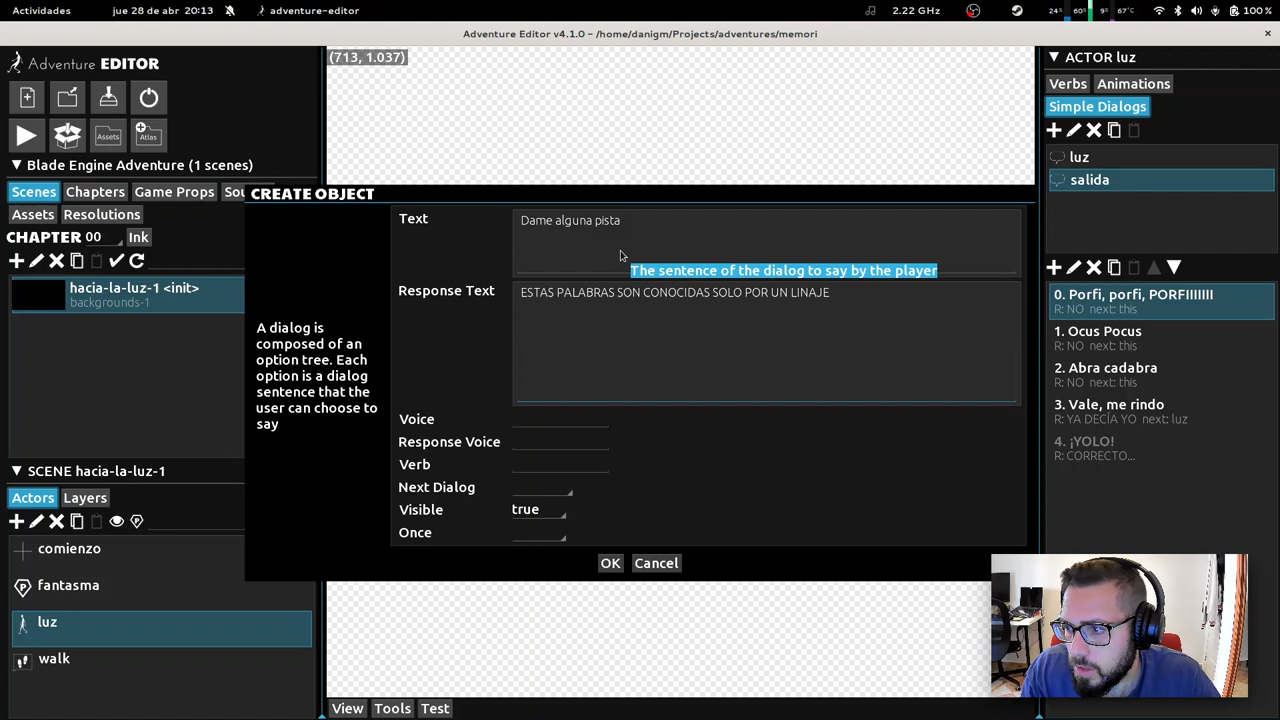 Actividades
jue 28 de abr 20:13
adventure-editor
2.22 GHz
24%
60%
9%
67°C
100 %
Adventure Editor v4.1.0 - /home/danigm/Projects/adventures/memori
×
Adventure EDITOR
Assets
Atlas
▼ Blade Engine Adventure (1 scenes)
Scenes Chapters Game Props Sou
Assets Resolutions
CHAPTER 00 Ink
hacia-la-luz-1 <init>
backgrounds-1
▼ SCENE hacia-la-luz-1
Actors Layers
comienzo
fantasma
luz
walk
(713, 1.037)
CREATE OBJECT
A dialog is
composed of an
option tree. Each
option is a dialog
sentence that the
user can choose to
say
Text
Dame alguna pista
The sentence of the dialog to say by the player
Response Text
ESTAS PALABRAS SON CONOCIDAS SOLO POR UN LINAJE
Voice
Response Voice
Verb
Next Dialog
Visible true
Once
OK Cancel
View Tools Test
▼ ACTOR luz
Verbs Animations
Simple Dialogs
luz
salida
0. Porfi, porfi, PORFIIIIIII
R: NO next: this
1. Ocus Pocus
R: NO next: this
2. Abra cadabra
R: NO next: this
3. Vale, me rindo
R: YA DECÍA YO next: luz
4. ¡YOLO!
R: CORRECTO...